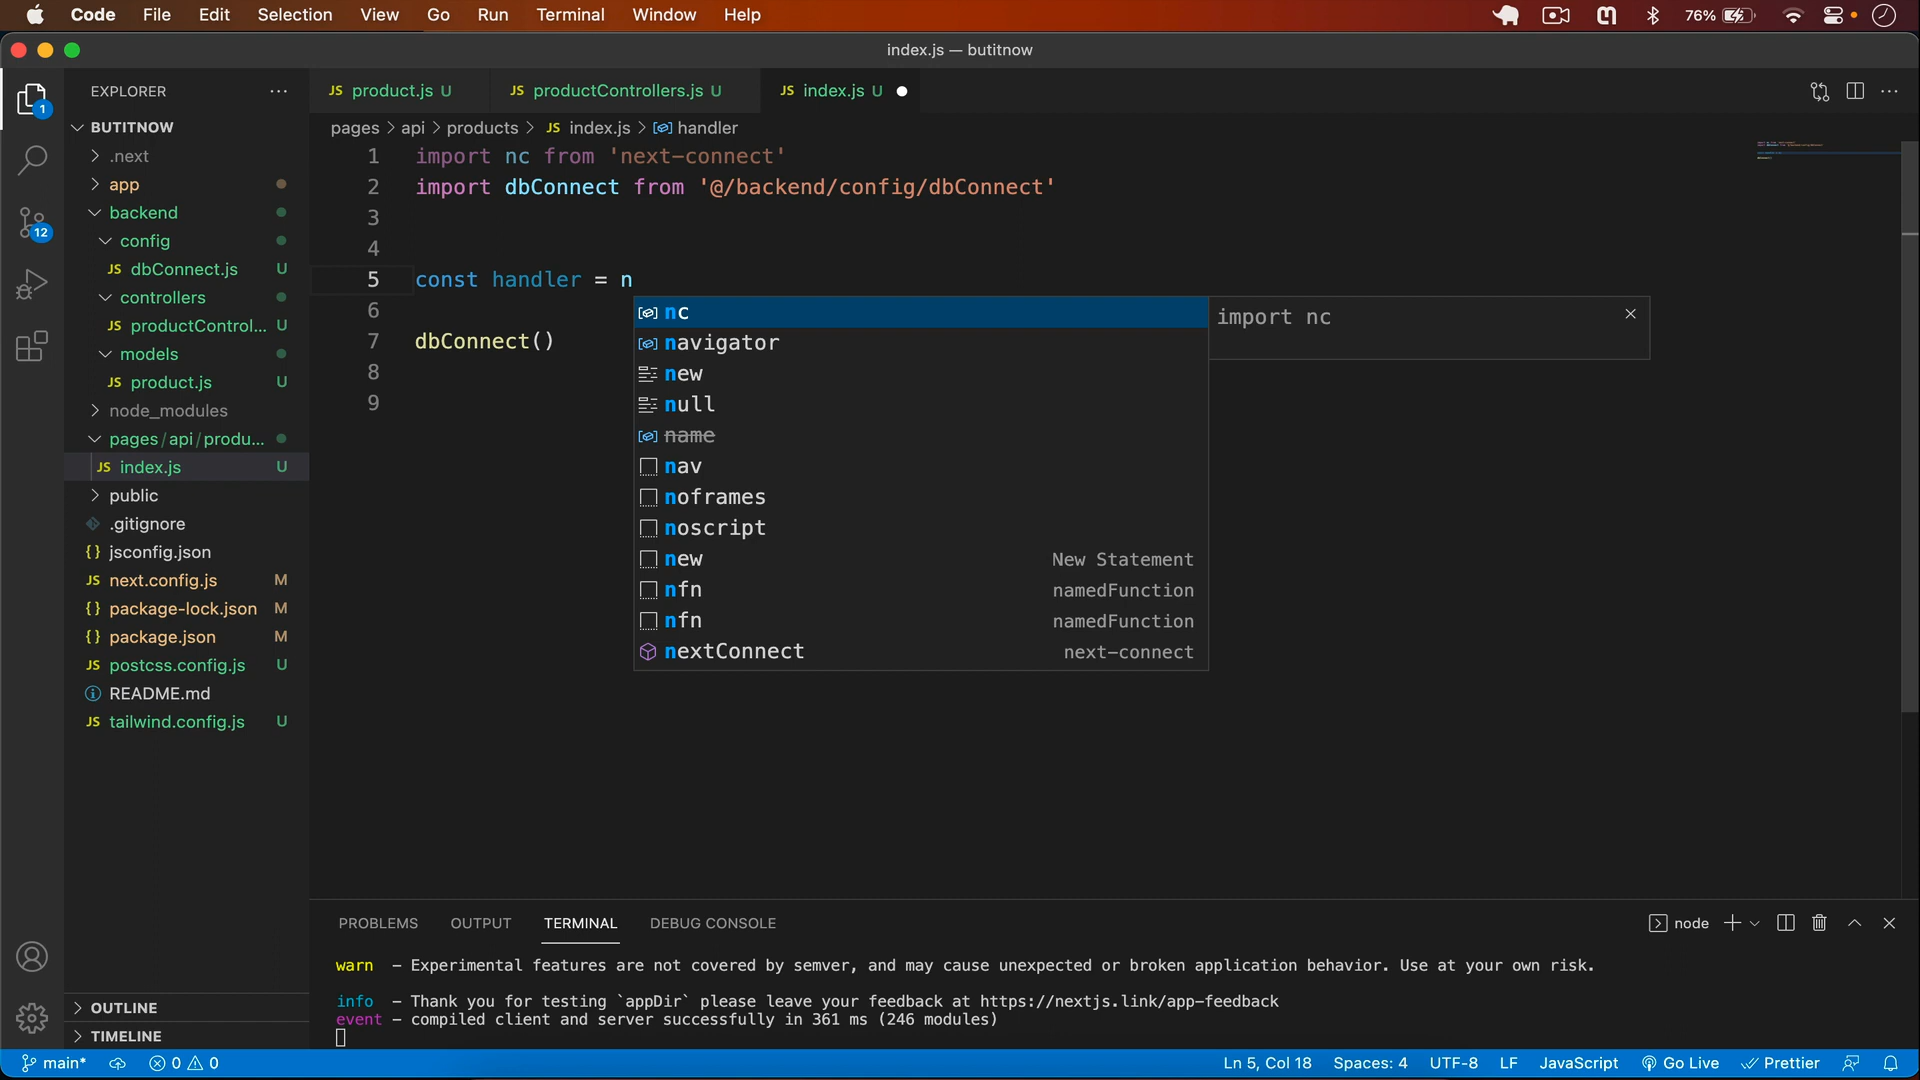 Code File Edit Selection View Go Run Terminal Window Help 76%
index.js — butitnow
EXPLORER
JS product.js U JS productControllers.js U JS index.js U
1
12
BUTITNOW
.next
app
backend
config
JS dbConnect.js U
controllers
JS productControl... U
models
JS product.js U
node_modules
pages/api/produ...
JS index.js U
public
.gitignore
{} jsconfig.json
JS next.config.js M
{} package-lock.json M
{} package.json M
JS postcss.config.js U
README.md
JS tailwind.config.js U
OUTLINE
TIMELINE
pages > api > products > JS index.js > handler
1 import nc from 'next-connect'
2 import dbConnect from '@/backend/config/dbConnect'
3
4
5 const handler = n
6
7 dbConnect()
8
9
nc
navigator
new
null
name
nav
noframes
noscript
new New Statement
nfn namedFunction
nfn namedFunction
nextConnect next-connect
import nc
PROBLEMS OUTPUT TERMINAL DEBUG CONSOLE node
warn - Experimental features are not covered by semver, and may cause unexpected or broken application behavior. Use at your own risk.
info - Thank you for testing `appDir` please leave your feedback at https://nextjs.link/app-feedback
event - compiled client and server successfully in 361 ms (246 modules)
main* 0 0 Ln 5, Col 18 Spaces: 4 UTF-8 LF JavaScript Go Live Prettier